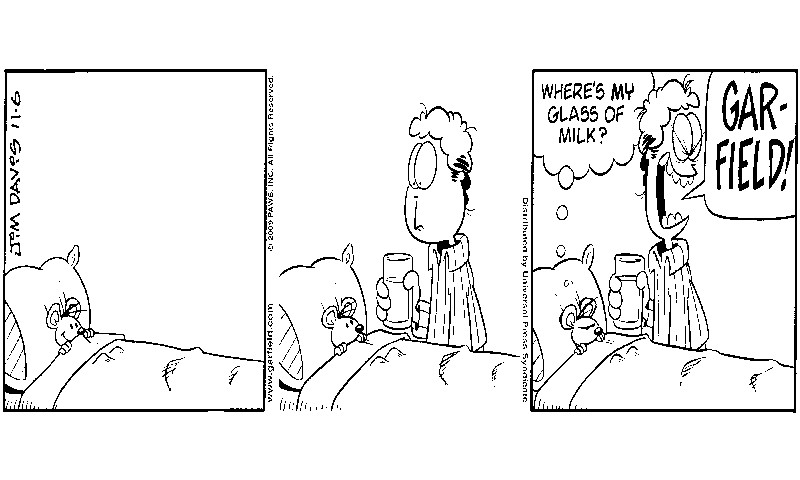 JIM DAVIS 11·6
© 2009 PAWS, INC. All Rights Reserved.
www.garfield.com
WHERE'S MY
GLASS OF
MILK?
GAR-
FIELD!
Distributed by Universal Press Syndicate